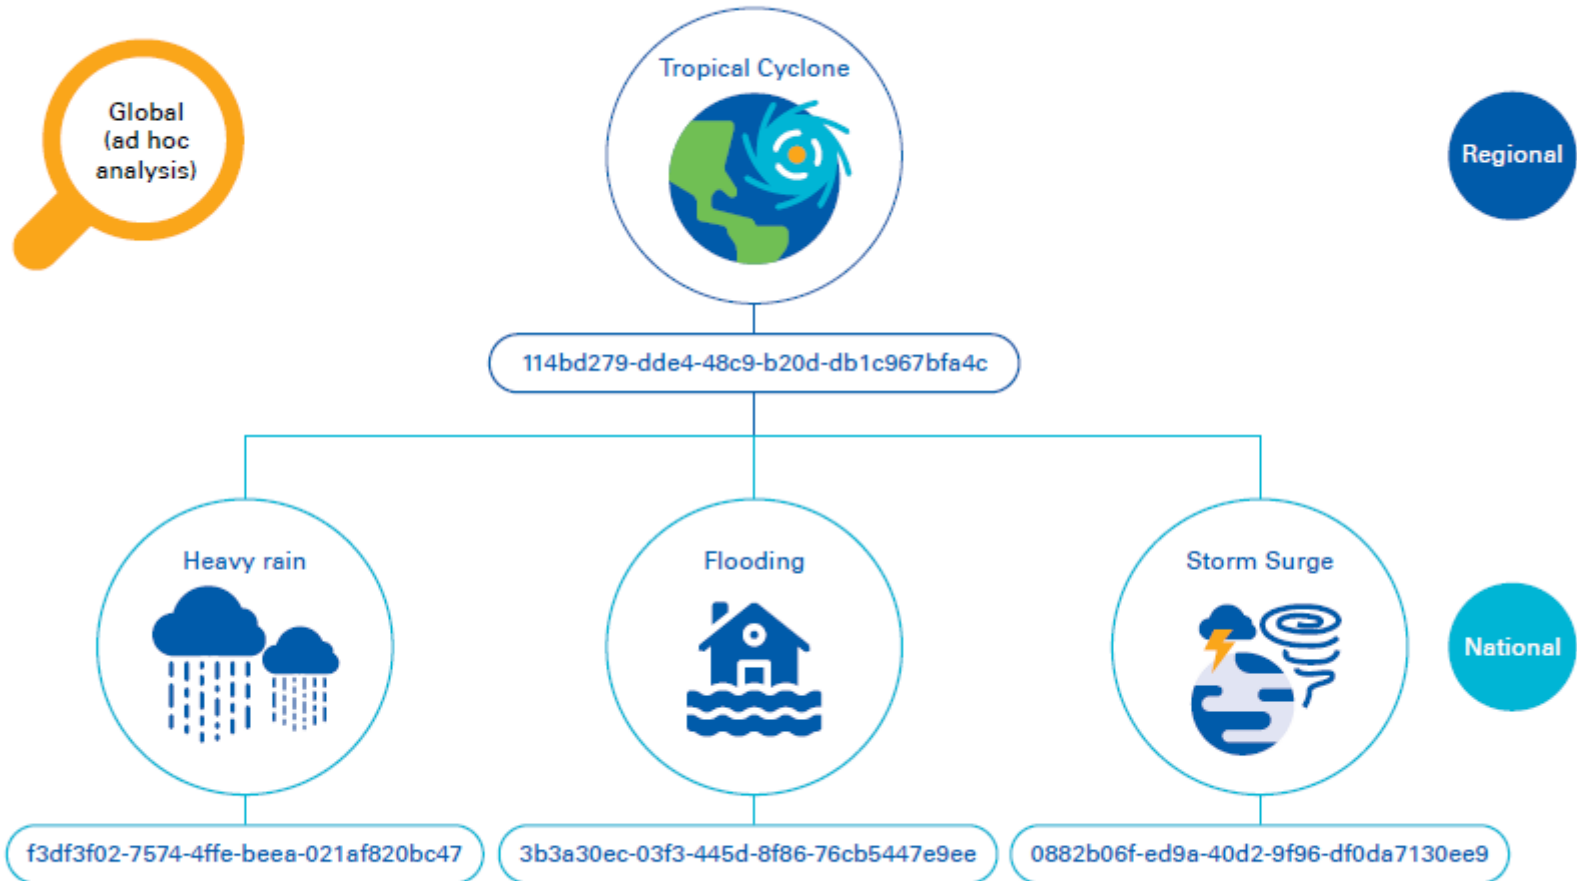 Global
(ad hoc
analysis)
Tropical Cyclone
Regional
114bd279-dde4-48c9-b20d-db1c967bfa4c
Heavy rain
Flooding
Storm Surge
National
f3df3f02-7574-4ffe-beea-021af820bc47
3b3a30ec-03f3-445d-8f86-76cb5447e9ee
0882b06f-ed9a-40d2-9f96-df0da7130ee9